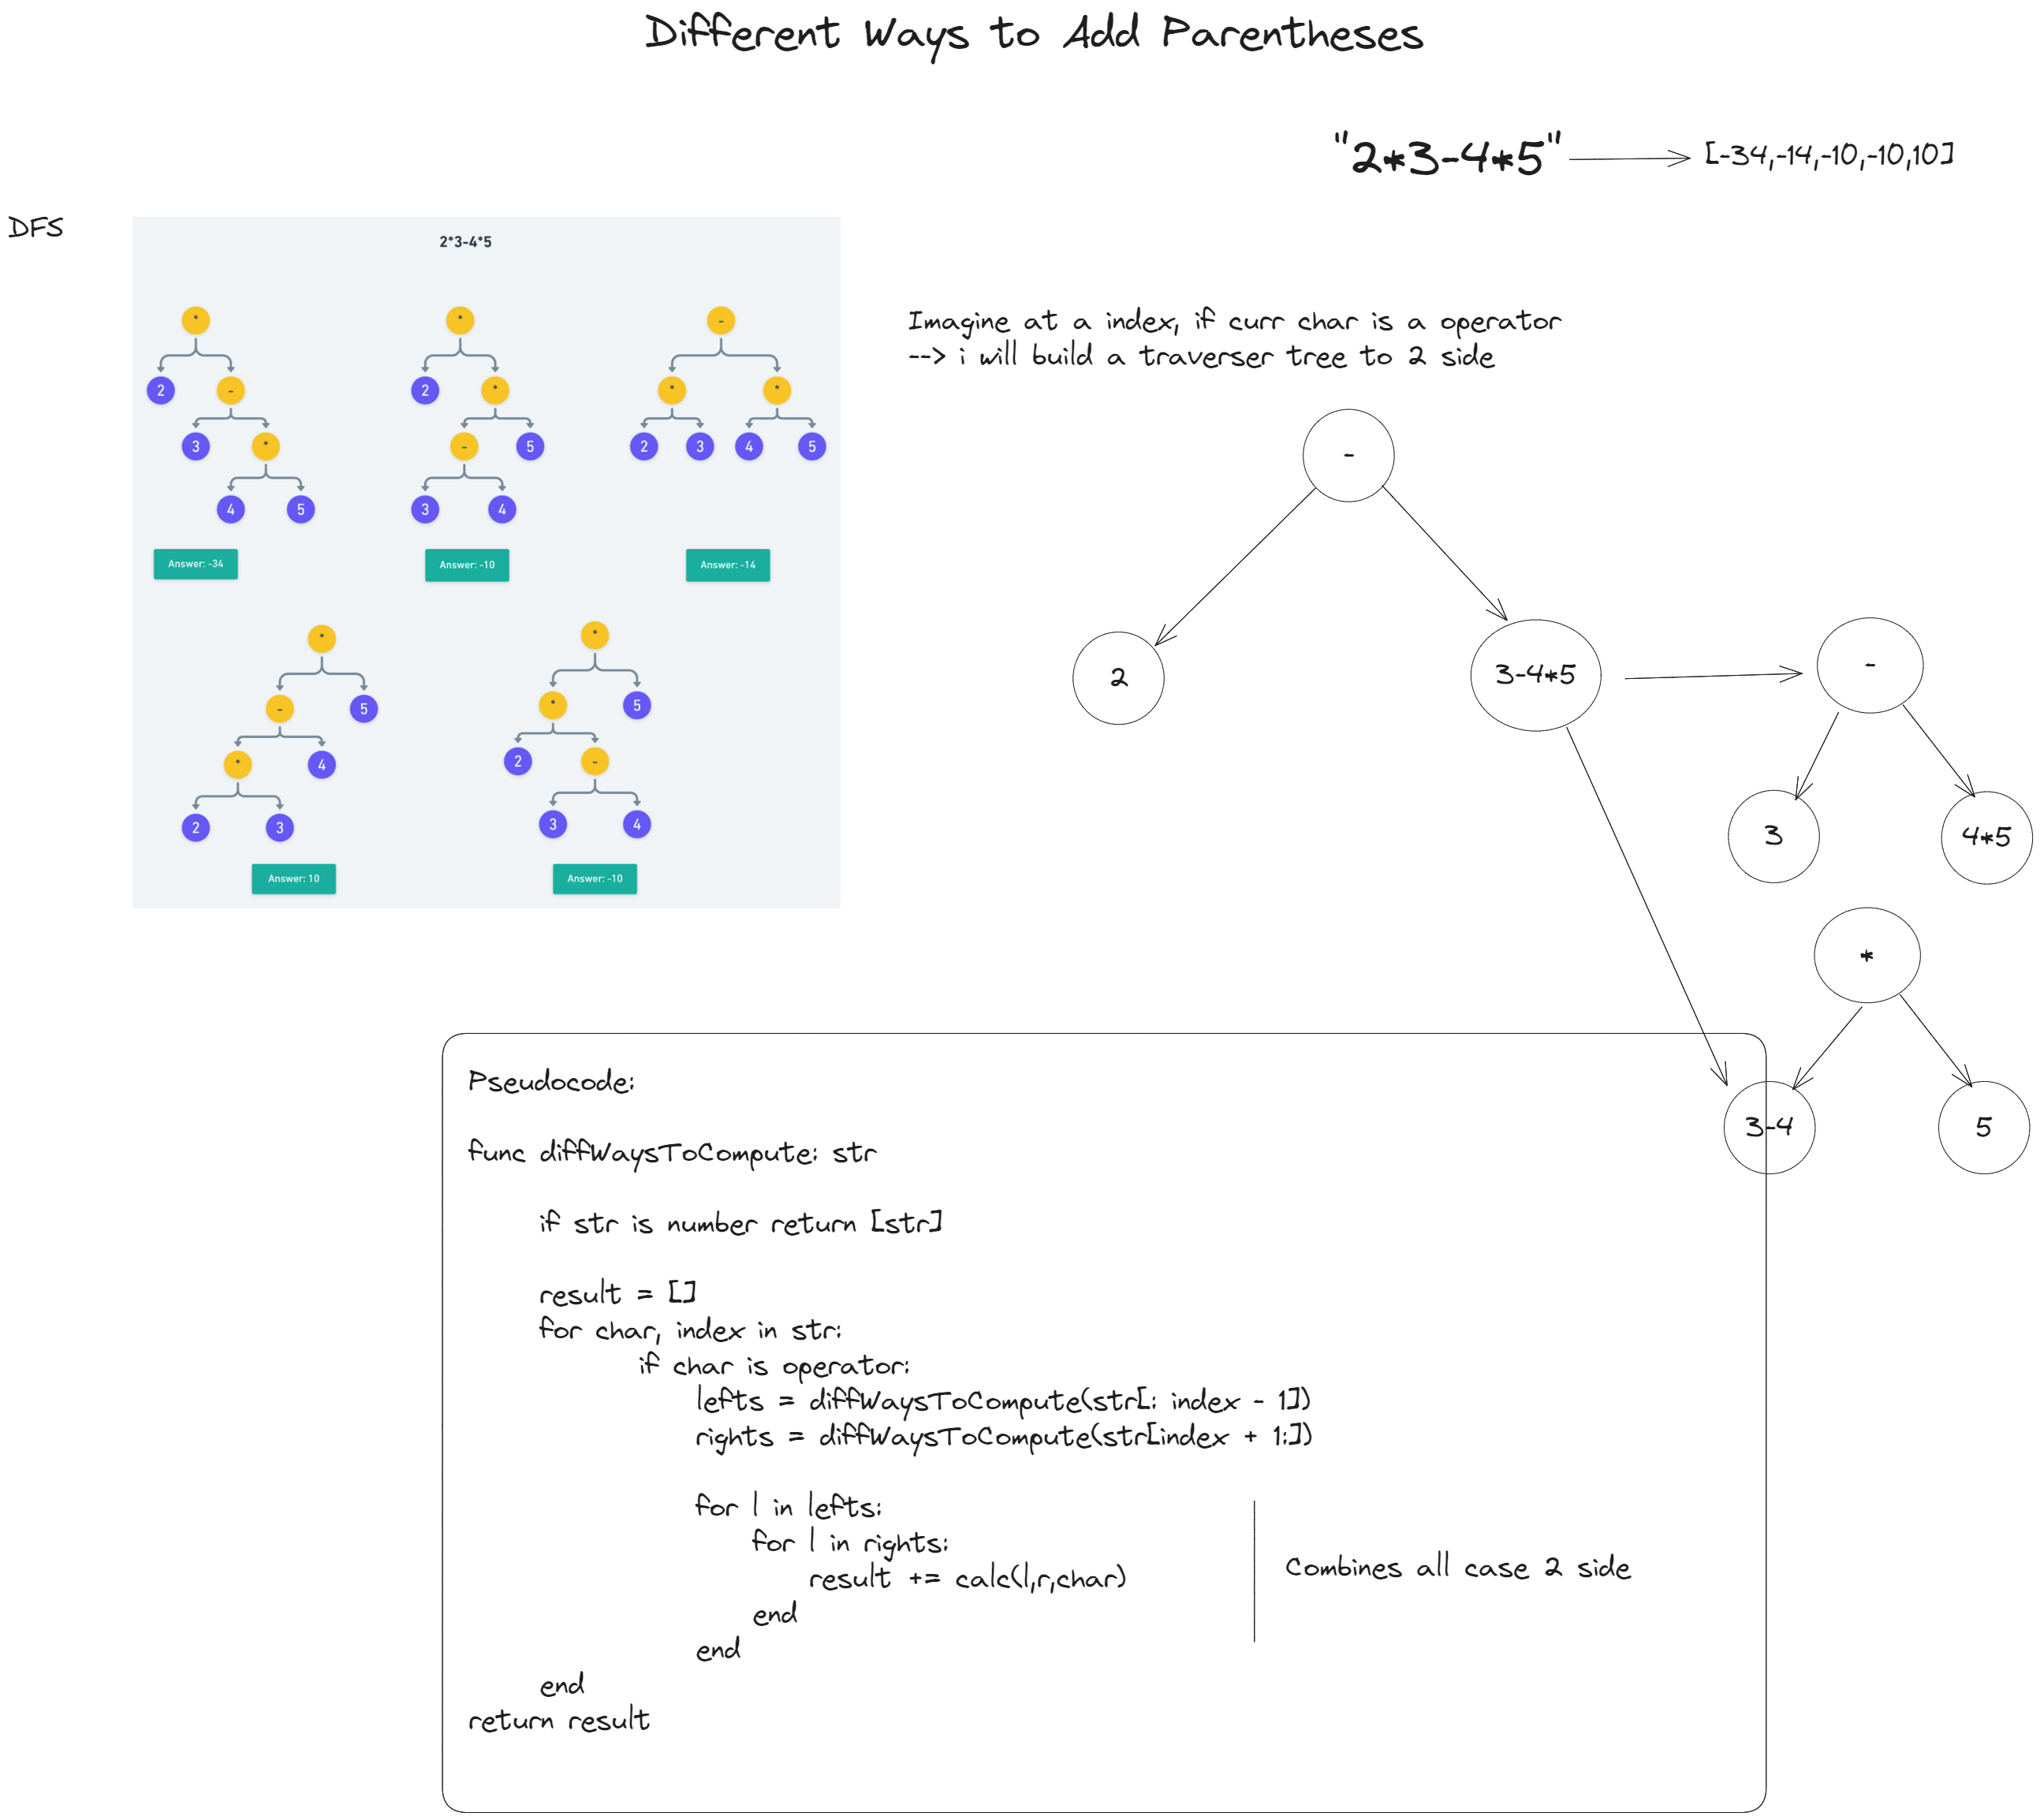 Different Ways to Add Parentheses
"2*3-4*5"
[-34,-14,-10,-10,10]
DFS
2*3-4*5
*
2
-
3
*
4
5
Answer: -34
*
2
*
-
5
3
4
Answer: -10
-
*
*
2
3
4
5
Answer: -14
*
-
5
*
4
2
3
Answer: 10
*
*
5
2
-
3
4
Answer: -10
Imagine at a index, if curr char is a operator
--> i will build a traverser tree to 2 side
-
2
3-4*5
-
3
4*5
*
3-4
5
Pseudocode:
func diffWaysToCompute: str
if str is number return [str]
result = []
for char, index in str:
if char is operator:
lefts = diffWaysToCompute(str[: index - 1])
rights = diffWaysToCompute(str[index + 1:])
for l in lefts:
for l in rights:
result += calc(l,r,char)
end
end
end
return result
Combines all case 2 side